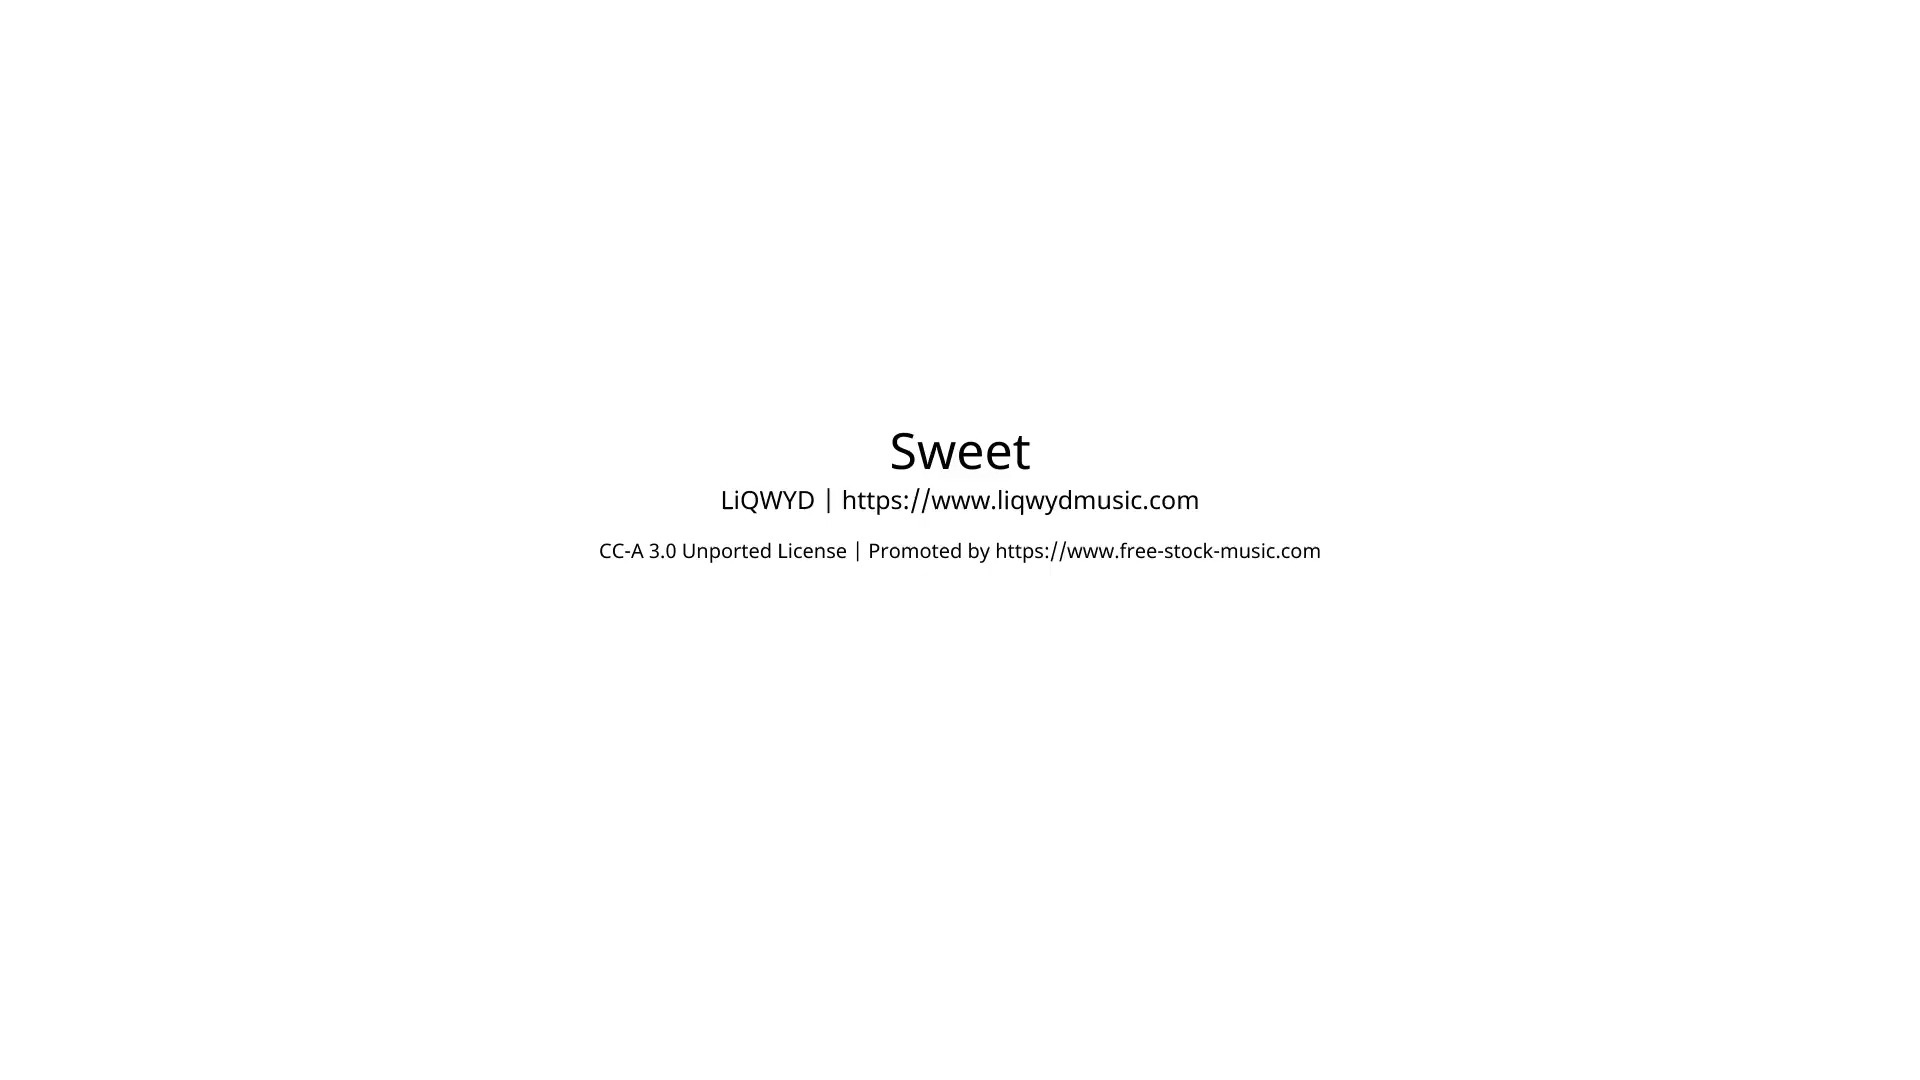 Sweet
LiQWYD | https://www.liqwydmusic.com
CC-A 3.0 Unported License | Promoted by https://www.free-stock-music.com